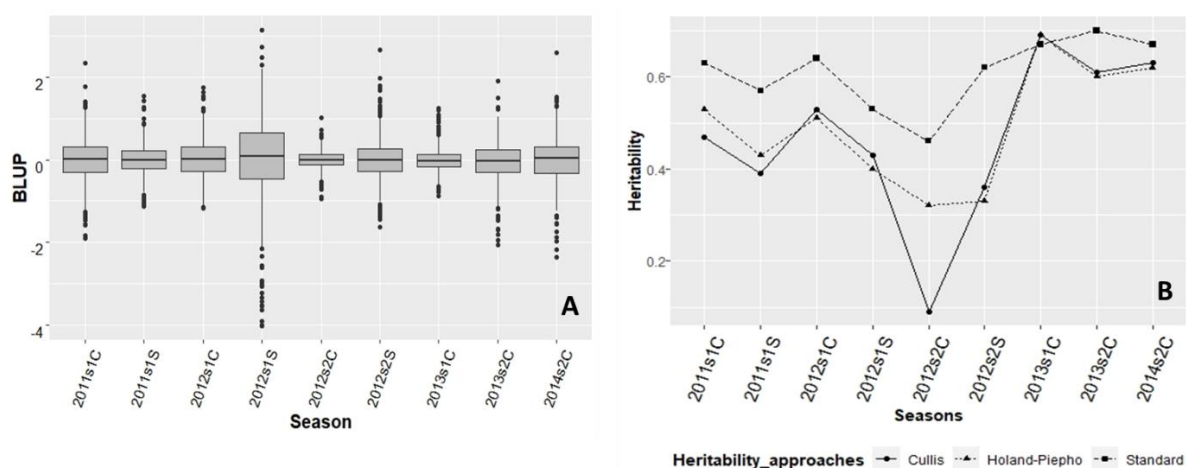 BLUP
2
0
-2
-4
A
2011s1C 2011s1S 2012s1C 2012s1S 2012s2C 2012s2S 2013s1C 2013s2C 2014s2C
Season
Heritability
0.6
0.4
0.2
B
2011s1C 2011s1S 2012s1C 2012s1S 2012s2C 2012s2S 2013s1C 2013s2C 2014s2C
Seasons
Heritability_approaches Cullis Holand-Piepho Standard